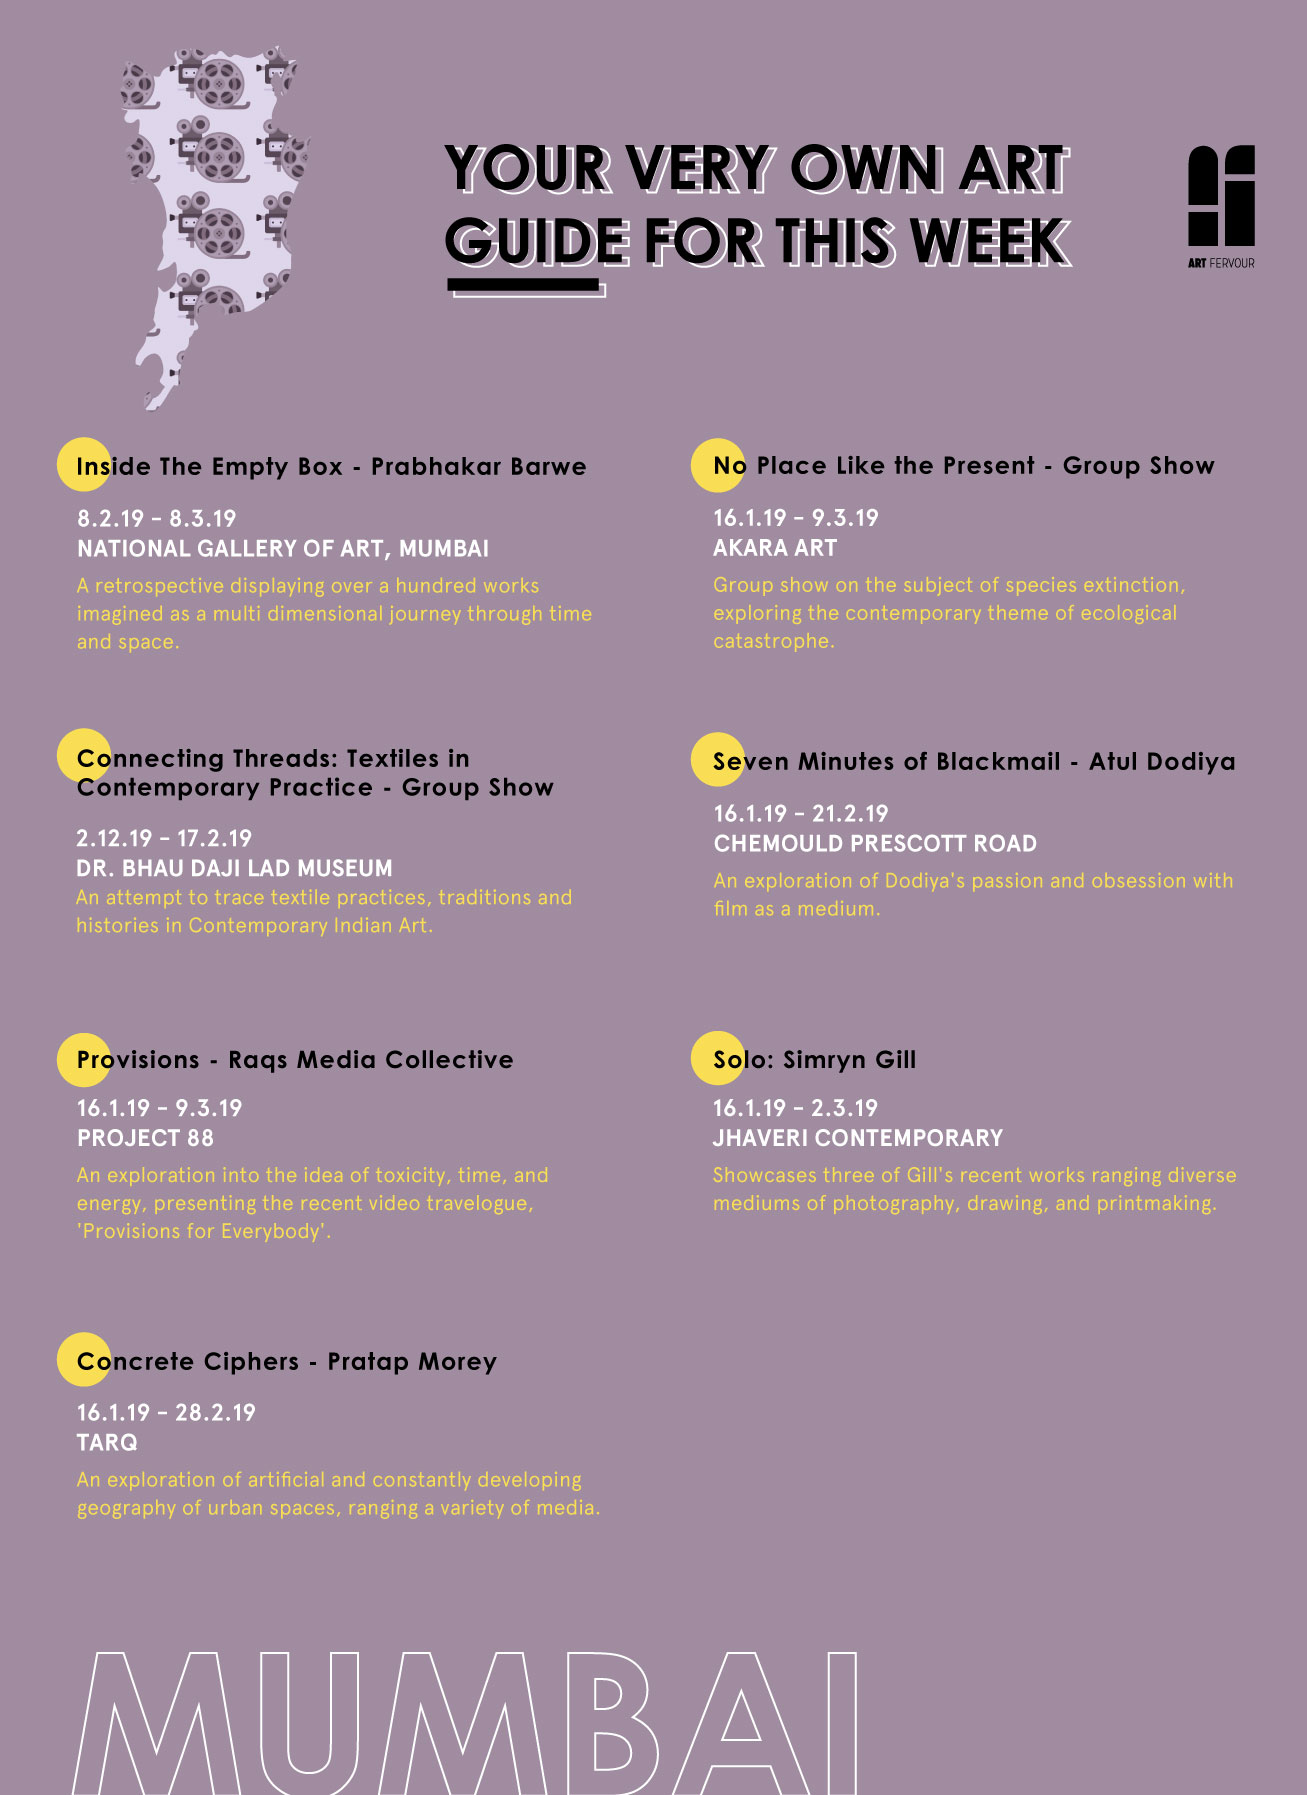 YOUR VERY OWN ART
GUIDE FOR THIS WEEK
ART FERVOUR
Inside The Empty Box - Prabhakar Barwe
8.2.19 - 8.3.19
NATIONAL GALLERY OF ART, MUMBAI
A retrospective displaying over a hundred works
imagined as a multi dimensional journey through time
and space.
No Place Like the Present - Group Show
16.1.19 - 9.3.19
AKARA ART
Group show on the subject of species extinction,
exploring the contemporary theme of ecological
catastrophe.
Connecting Threads: Textiles in
Contemporary Practice - Group Show
2.12.19 - 17.2.19
DR. BHAU DAJI LAD MUSEUM
An attempt to trace textile practices, traditions and
histories in Contemporary Indian Art.
Seven Minutes of Blackmail - Atul Dodiya
16.1.19 - 21.2.19
CHEMOULD PRESCOTT ROAD
An exploration of Dodiya's passion and obsession with
film as a medium.
Provisions - Raqs Media Collective
16.1.19 - 9.3.19
PROJECT 88
An exploration into the idea of toxicity, time, and
energy, presenting the recent video travelogue,
'Provisions for Everybody'.
Solo: Simryn Gill
16.1.19 - 2.3.19
JHAVERI CONTEMPORARY
Showcases three of Gill's recent works ranging diverse
mediums of photography, drawing, and printmaking.
Concrete Ciphers - Pratap Morey
16.1.19 - 28.2.19
TARQ
An exploration of artificial and constantly developing
geography of urban spaces, ranging a variety of media.
MUMBAI